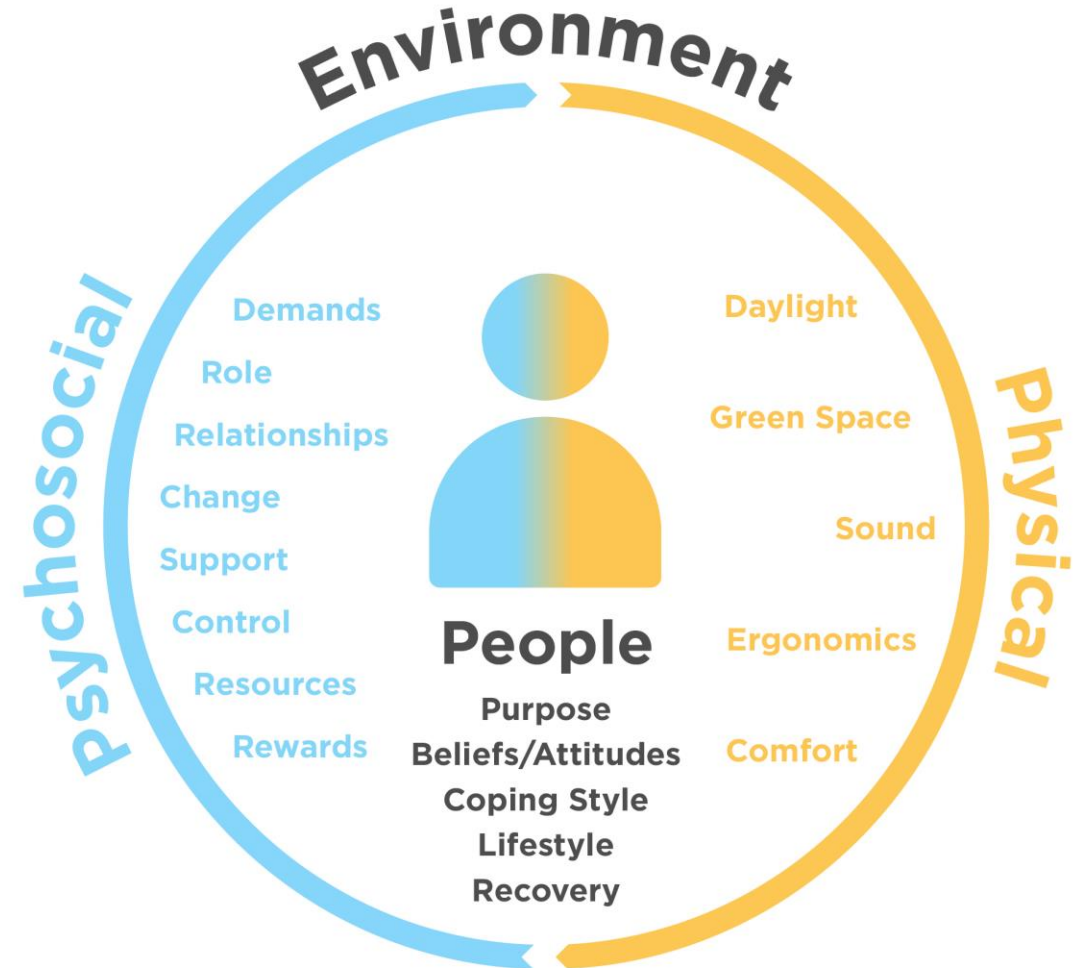 Environment
Psychosocial
Demands
Role
Relationships
Change
Support
Control
Resources
Rewards
People
Purpose
Beliefs/Attitudes
Coping Style
Lifestyle
Recovery
Daylight
Green Space
Sound
Ergonomics
Comfort
Physical